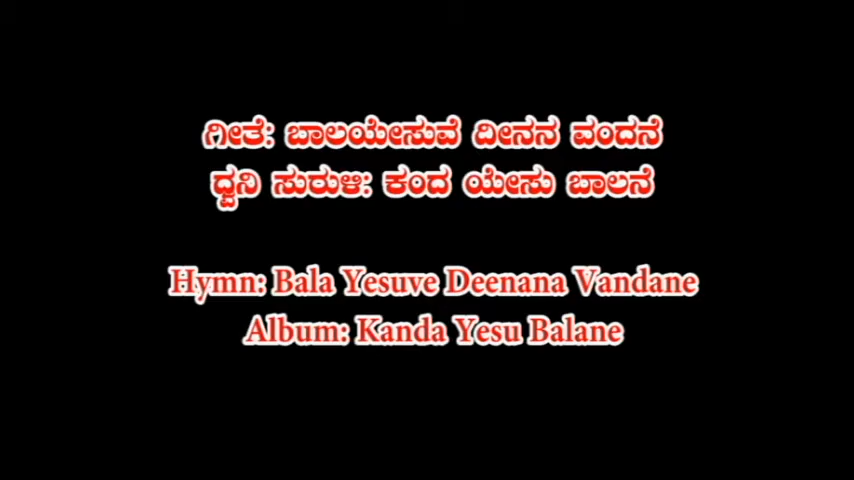 ಗೀತೆ: ಬಾಲಯೇಸುವೆ ದೀನನ ವಂದನೆ
ಧ್ವನಿ ಸುರುಳಿ: ಕಂದ ಯೇಸು ಬಾಲನೆ
Hymn: Bala Yesuve Deenana Vandane
Album: Kanda Yesu Balane